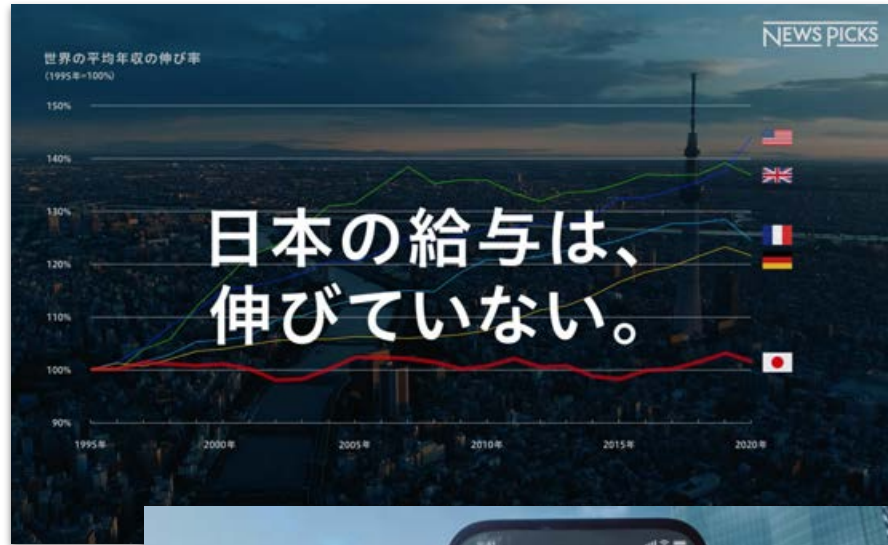 NEWS PICKS
世界の平均年収の伸び率
(1995年=100%)
150%
140%
130%
120%
110%
100%
90%
日本の給与は、
伸びていない。
1995年
2000年
2005年
2010年
2015年
2020年